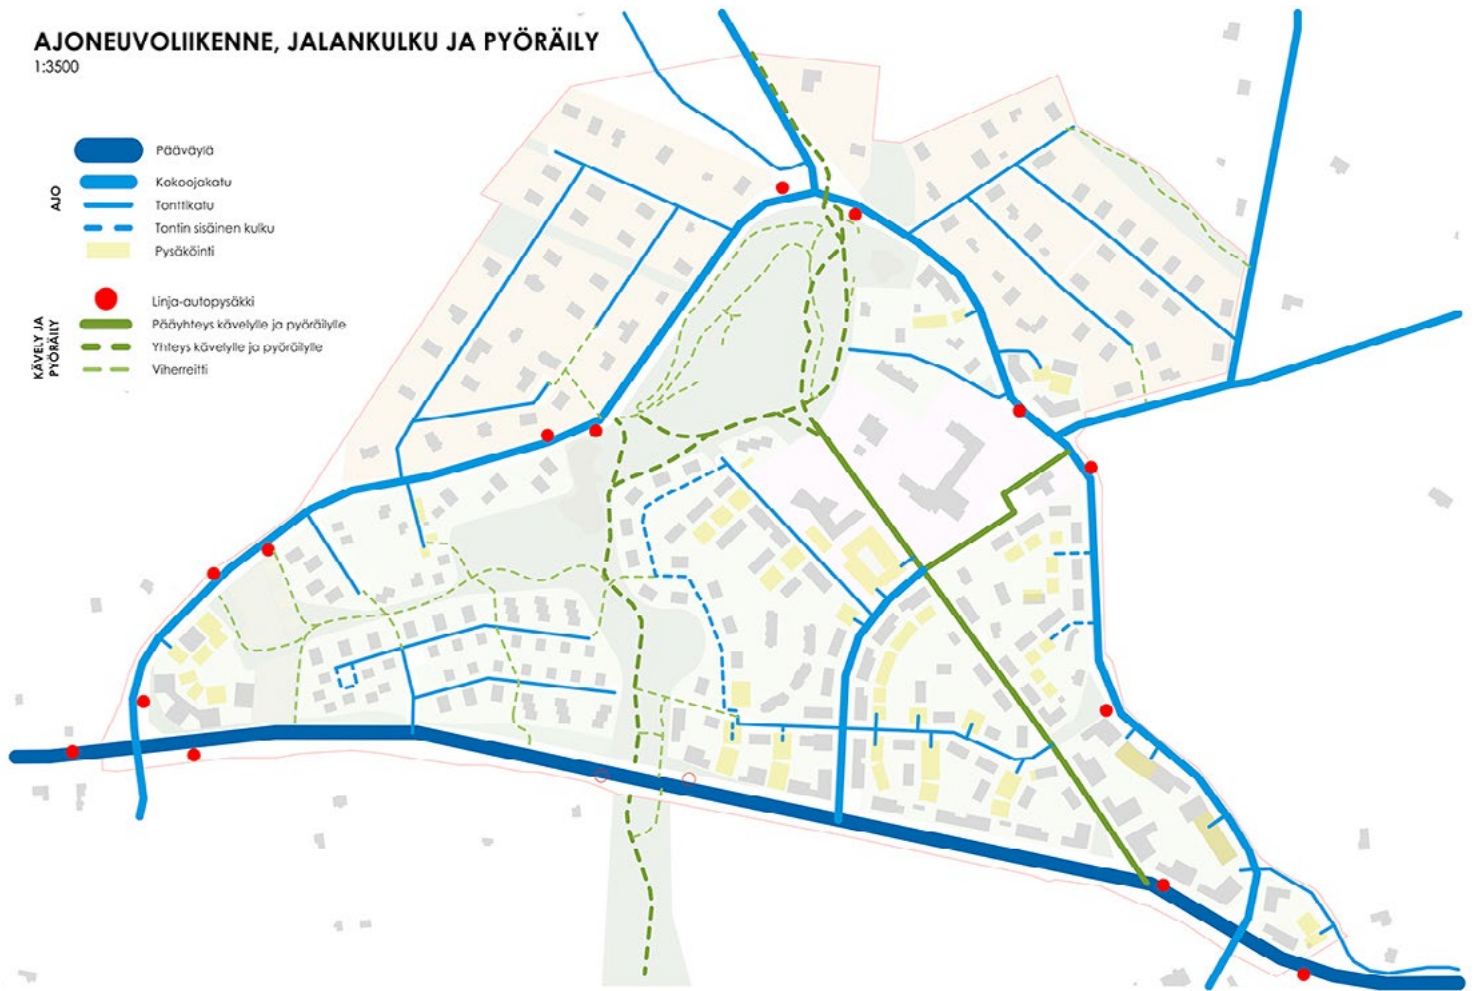 AJONEUVOLIIKENNE, JALANKULKU JA PYÖRÄILY
1:3500
AJO
Pääväylä
Kokoojakatu
Tonttikatu
Tontin sisäinen kulku
Pysäköinti
KÄVELY JA
PYÖRÄILY
Linja-autopysäkki
Pääyhteys kävelylle ja pyöräilylle
Yhteys kävelylle ja pyöräilylle
Viherreitti